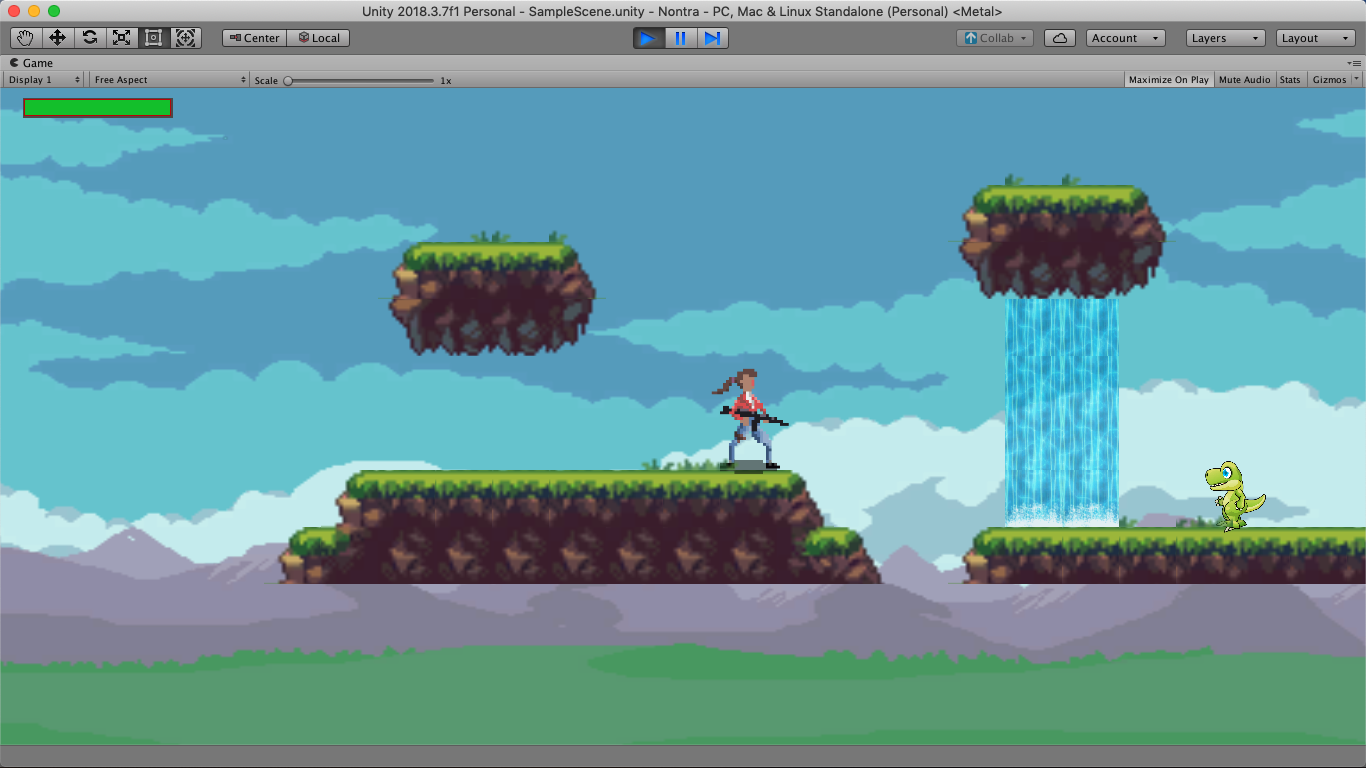 Unity 2018.3.7f1 Personal - SampleScene.unity - Nontra - PC, Mac & Linux Standalone (Personal) <Metal>
Center Local Collab Account Layers Layout
Game
Display 1 Free Aspect Scale 1x Maximize On Play Mute Audio Stats Gizmos